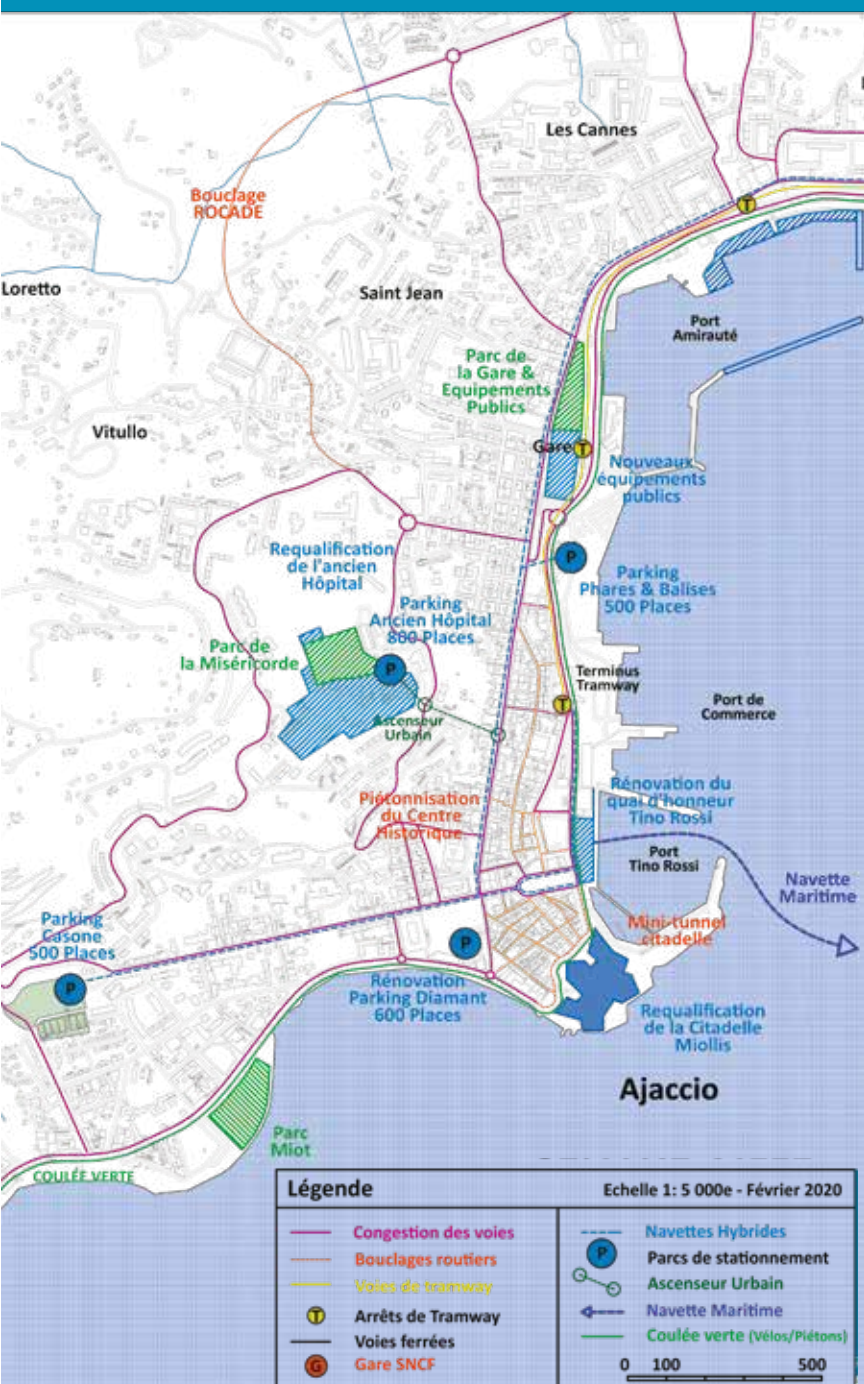 Les Cannes
Bouclage
ROCADE
Loretto
Saint Jean
Port
Amirauté
Parc de
la Gare &
Equipements
Publics
Vitullo
Gare
T
T
Nouveaux
équipements
publics
Requalification
de l'ancien
Hôpital
P
Parking
Phares & Balises
500 Places
Parking
Ancien Hôpital
800 Places
Parc de
la Miséricorde
P
Terminus
Tramway
T
Port de
Commerce
Ascenseur
Urbain
Piétonnisation
du Centre
Historique
Rénovation du
quai d'honneur
Tino Rossi
Port
Tino Rossi
Navette
Maritime
Parking
Casone
500 Places
P
P
Mini-tunnel
citadelle
Rénovation
Parking Diamant
600 Places
Requalification
de la Citadelle
Miollis
Ajaccio
Parc
Miot
COULÉE VERTE
Légende
Echelle 1: 5 000e - Février 2020
Congestion des voies
Bouclages routiers
Voies de tramway
T Arrêts de Tramway
Voies ferrées
G Gare SNCF
Navettes Hybrides
P Parcs de stationnement
Ascenseur Urbain
Navette Maritime
Coulée verte (Vélos/Piétons)
0 100 500